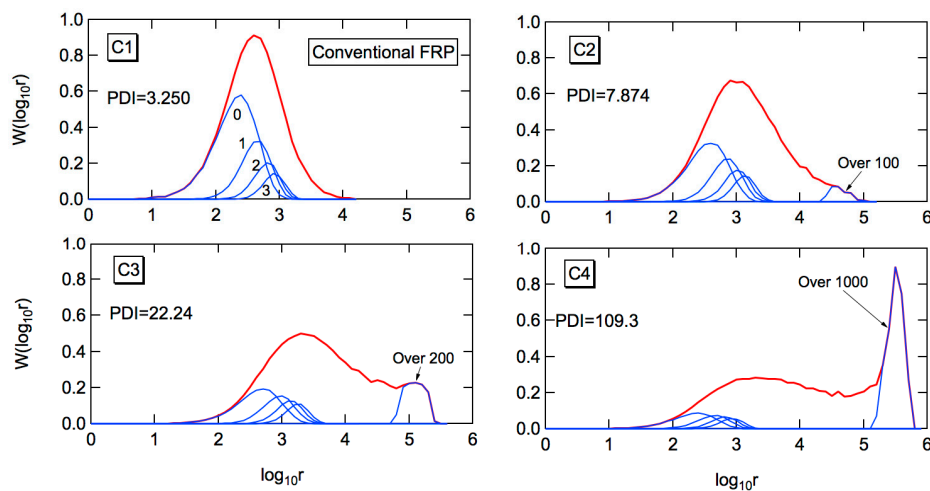 C1
Conventional FRP
PDI=3.250
W(log₁₀r)
1.0
0.8
0.6
0.4
0.2
0.0
0
1
2
3
0 1 2 3 4 5 6
C2
PDI=7.874
1.0
0.8
0.6
0.4
0.2
0.0
Over 100
0 1 2 3 4 5 6
C3
PDI=22.24
W(log₁₀r)
1.0
0.8
0.6
0.4
0.2
0.0
Over 200
0 1 2 3 4 5 6
log₁₀r
C4
PDI=109.3
1.0
0.8
0.6
0.4
0.2
0.0
Over 1000
0 1 2 3 4 5 6
log₁₀r